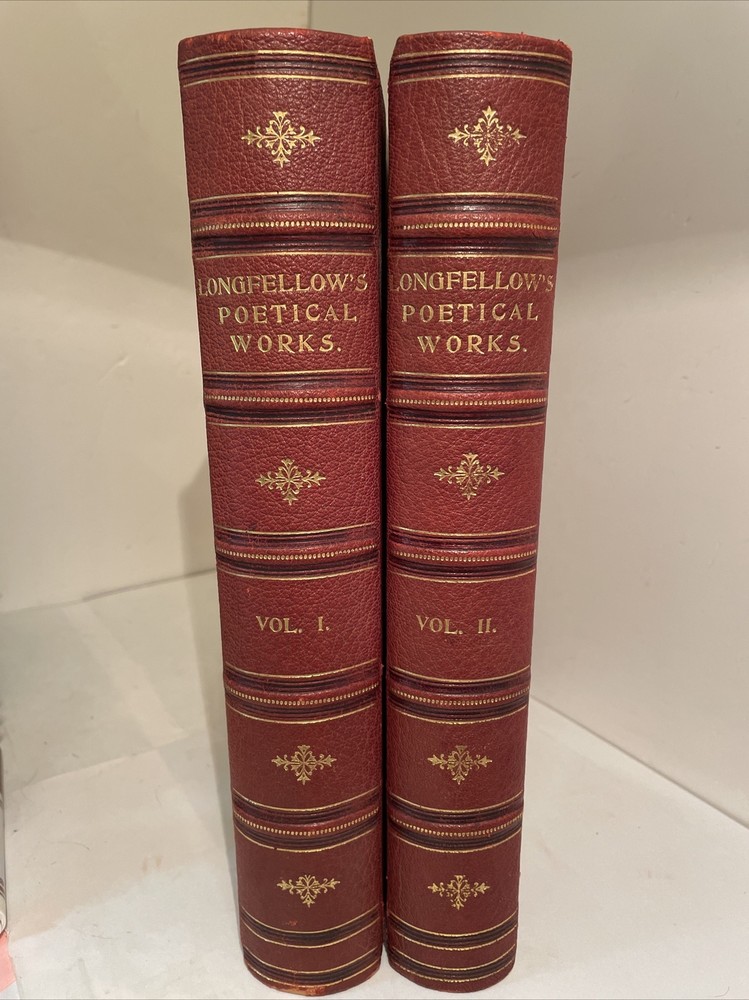 LONGFELLOW'S
POETICAL
WORKS.
VOL. I.
LONGFELLOW'S
POETICAL
WORKS.
VOL. II.